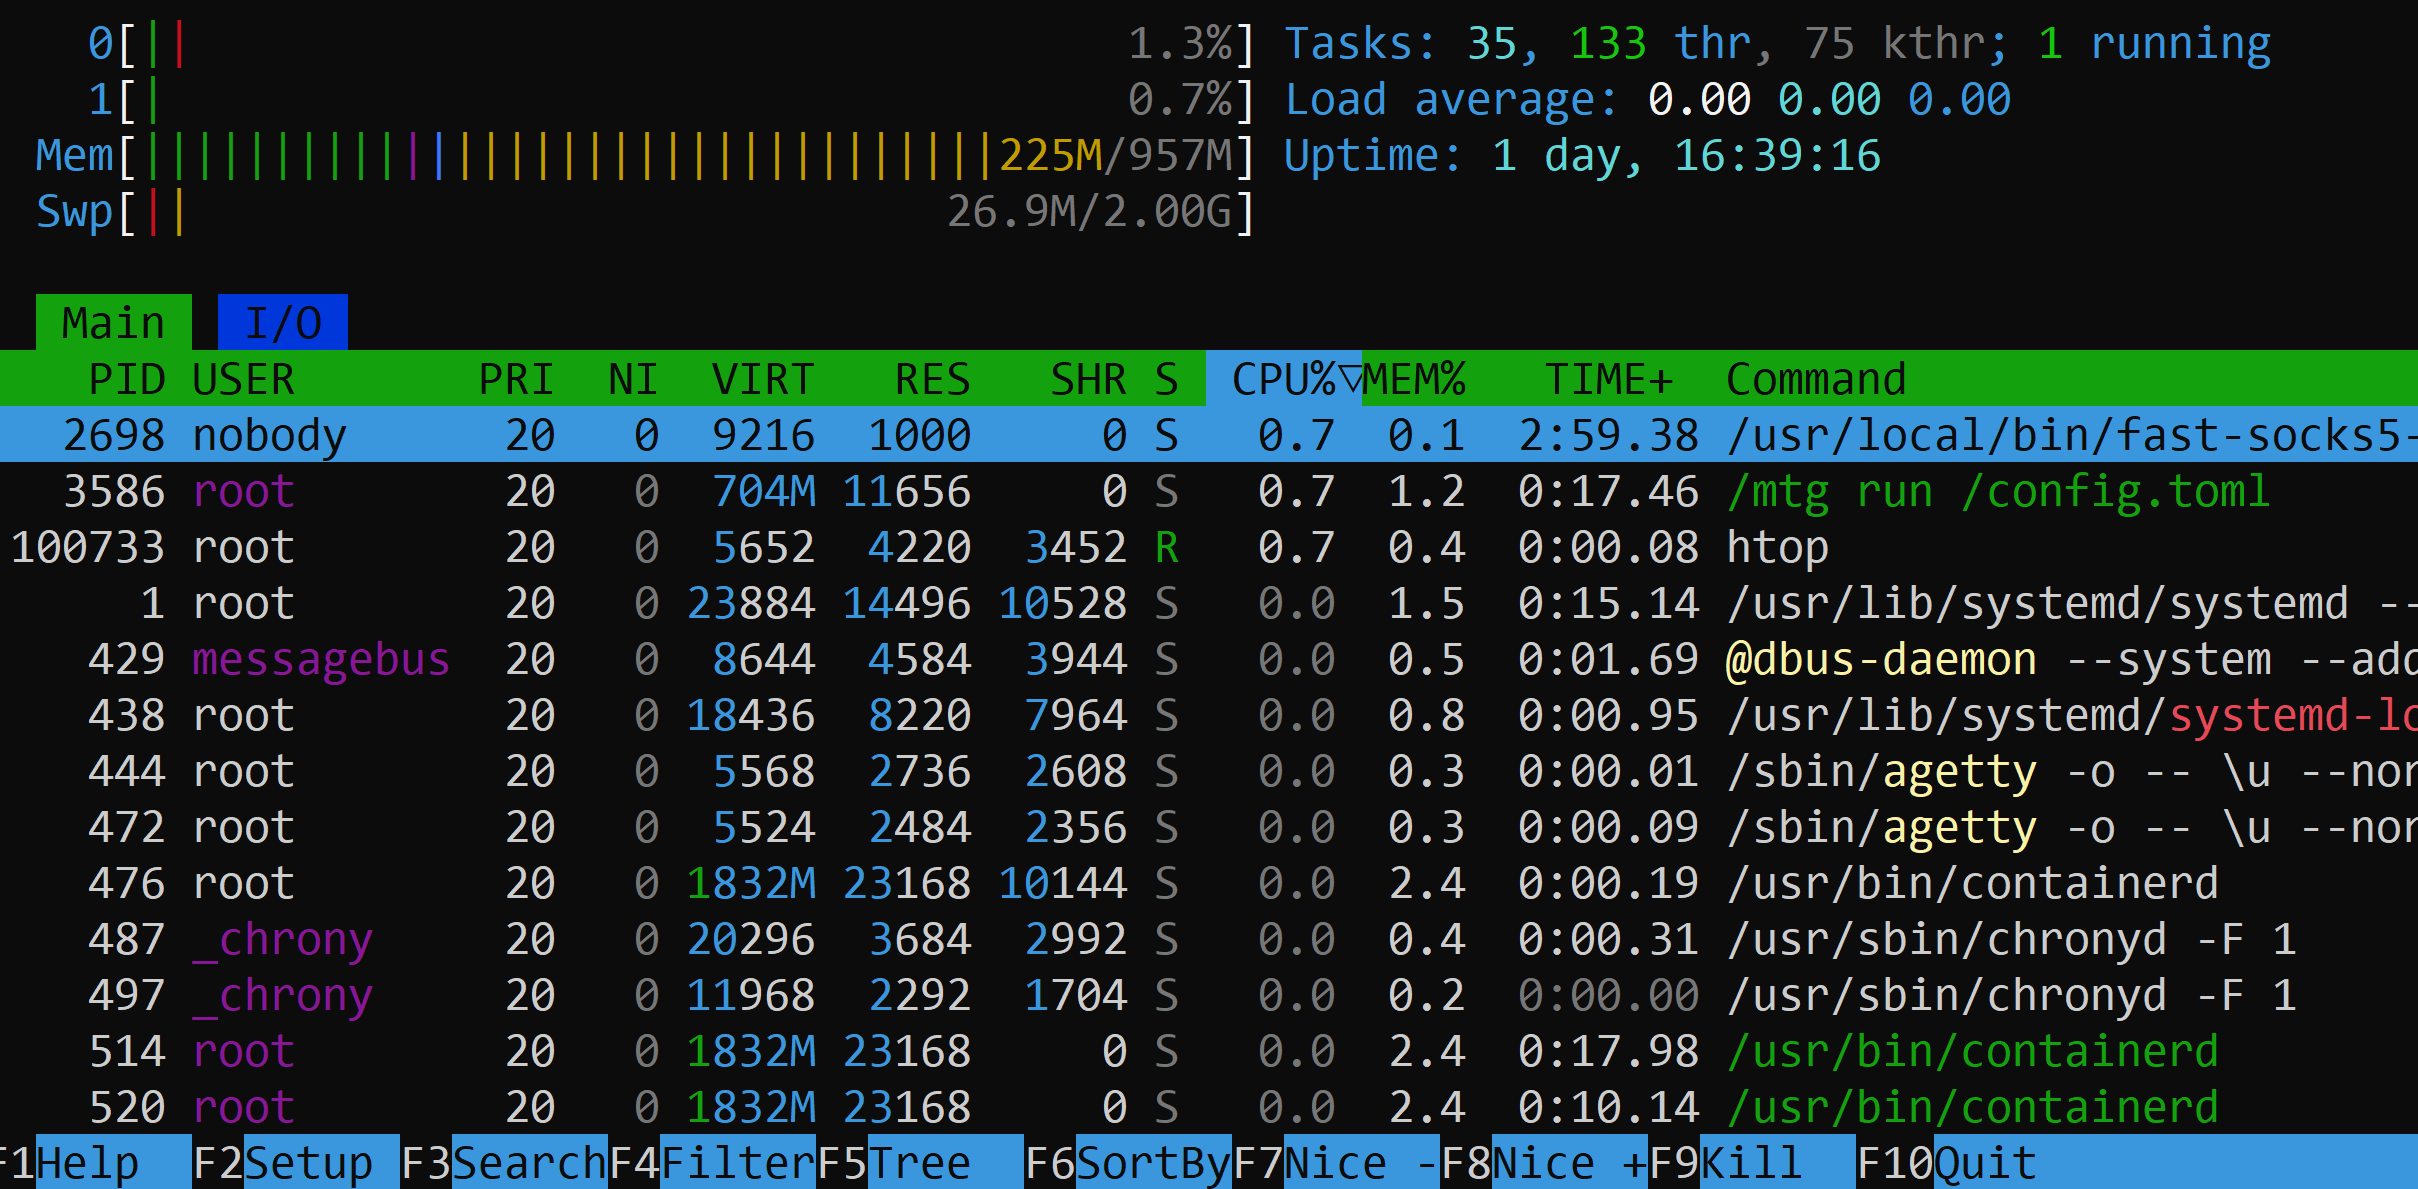 0[|| 1.3%] Tasks: 35, 133 thr, 75 kthr; 1 running
1[| 0.7%] Load average: 0.00 0.00 0.00
Mem[|||||||||||||||||||||||||||||||||225M/957M] Uptime: 1 day, 16:39:16
Swp[|| 26.9M/2.00G]
Main I/O
PID USER PRI NI VIRT RES SHR S CPU%▽MEM% TIME+ Command
2698 nobody 20 0 9216 1000 0 S 0.7 0.1 2:59.38 /usr/local/bin/fast-socks5-
3586 root 20 0 704M 11656 0 S 0.7 1.2 0:17.46 /mtg run /config.toml
100733 root 20 0 5652 4220 3452 R 0.7 0.4 0:00.08 htop
1 root 20 0 23884 14496 10528 S 0.0 1.5 0:15.14 /usr/lib/systemd/systemd --
429 messagebus 20 0 8644 4584 3944 S 0.0 0.5 0:01.69 @dbus-daemon --system --add
438 root 20 0 18436 8220 7964 S 0.0 0.8 0:00.95 /usr/lib/systemd/systemd-lo
444 root 20 0 5568 2736 2608 S 0.0 0.3 0:00.01 /sbin/agetty -o -- \u --nor
472 root 20 0 5524 2484 2356 S 0.0 0.3 0:00.09 /sbin/agetty -o -- \u --nor
476 root 20 0 1832M 23168 10144 S 0.0 2.4 0:00.19 /usr/bin/containerd
487 _chrony 20 0 20296 3684 2992 S 0.0 0.4 0:00.31 /usr/sbin/chronyd -F 1
497 _chrony 20 0 11968 2292 1704 S 0.0 0.2 0:00.00 /usr/sbin/chronyd -F 1
514 root 20 0 1832M 23168 0 S 0.0 2.4 0:17.98 /usr/bin/containerd
520 root 20 0 1832M 23168 0 S 0.0 2.4 0:10.14 /usr/bin/containerd
F1Help F2Setup F3SearchF4FilterF5Tree F6SortByF7Nice -F8Nice +F9Kill F10Quit